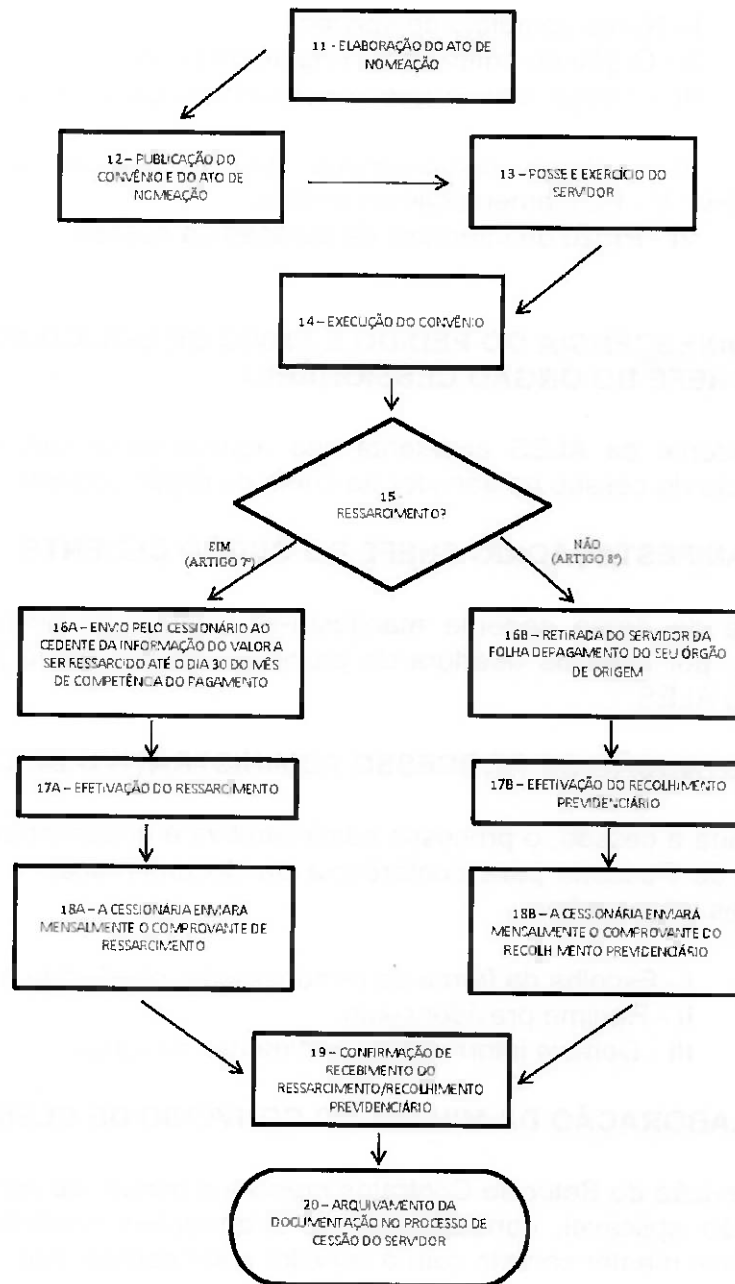 11 - ELABORAÇÃO DO ATO DE
NOMEAÇÃO
12 – PUBLICAÇÃO DO
CONVÊNIO E DO ATO DE
NOMEAÇÃO
13 – POSSE E EXERCÍCIO DO
SERVIDOR
14 – EXECUÇÃO DO CONVÊNIO
15
RESSARCIMENTO?
SIM
(ARTIGO 7º)
NÃO
(ARTIGO 8º)
16A – ENVIO PELO CESSIONÁRIO AO
CEDENTE DA INFORMAÇÃO DO VALOR A
SER RESSARCIDO ATÉ O DIA 30 DO MÊS
DE COMPETÊNCIA DO PAGAMENTO
16B – RETIRADA DO SERVIDOR DA
FOLHA DEPAGAMENTO DO SEU ÓRGÃO
DE ORIGEM
17A – EFETIVAÇÃO DO RESSARCIMENTO
17B – EFETIVAÇÃO DO RECOLHIMENTO
PREVIDENCIÁRIO
18A – A CESSIONÁRIA ENVIARÁ
MENSALMENTE O COMPROVANTE DE
RESSARCIMENTO
18B – A CESSIONÁRIA ENVIARÁ
MENSALMENTE O COMPROVANTE DO
RECOLHIMENTO PREVIDENCIÁRIO
19 – CONFIRMAÇÃO DE
RECEBIMENTO DO
RESSARCIMENTO/RECOLHIMENTO
PREVIDENCIÁRIO
20 – ARQUIVAMENTO DA
DOCUMENTAÇÃO NO PROCESSO DE
CESSÃO DO SERVIDOR